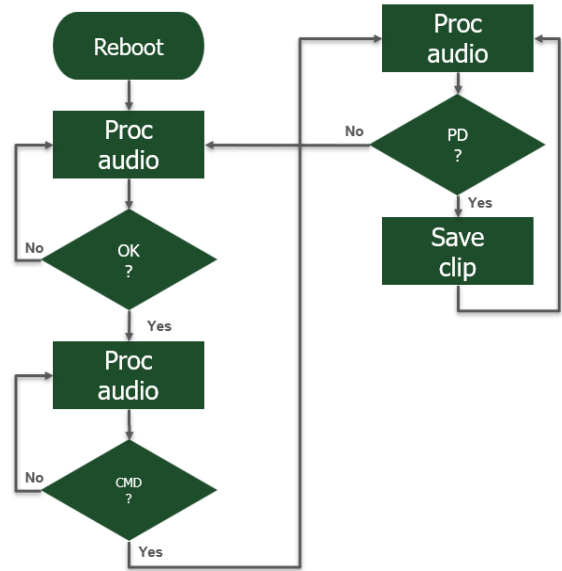 Reboot
Proc
audio
No
OK
?
Yes
Proc
audio
No
CMD
?
Yes
Proc
audio
No
PD
?
Yes
Save
clip